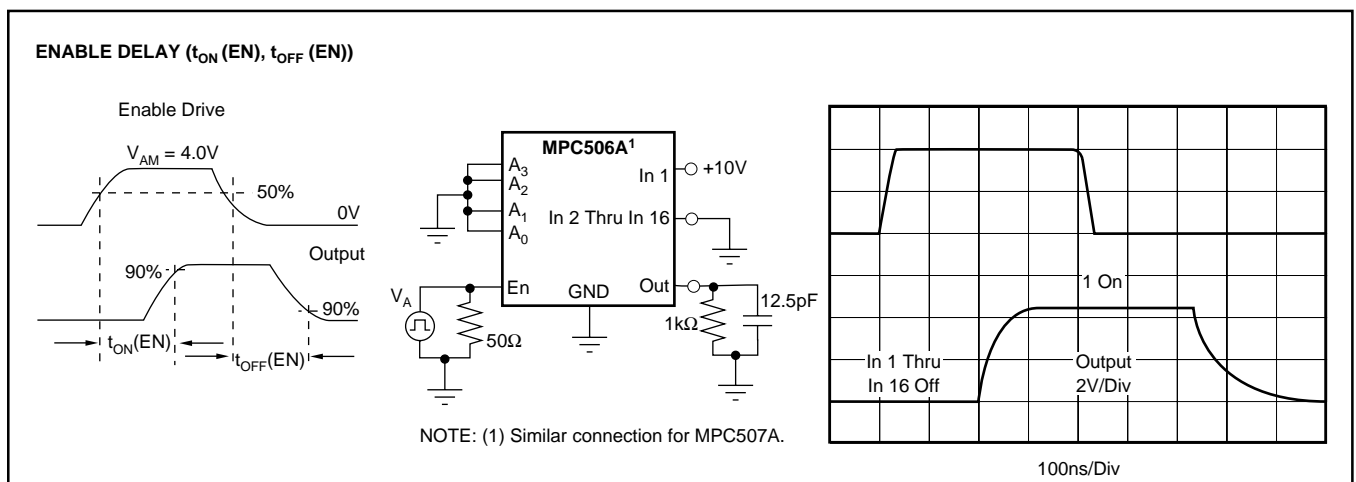 ENABLE DELAY (tON (EN), tOFF (EN))
Enable Drive
VAM = 4.0V
50%
0V
Output
90%
90%
tON(EN)
tOFF(EN)
MPC506A1
A3
A2
A1
A0
In 1
+10V
In 2 Thru In 16
En
GND
Out
VA
50Ω
1kΩ
12.5pF
NOTE: (1) Similar connection for MPC507A.
1 On
In 1 Thru
In 16 Off
Output
2V/Div
100ns/Div